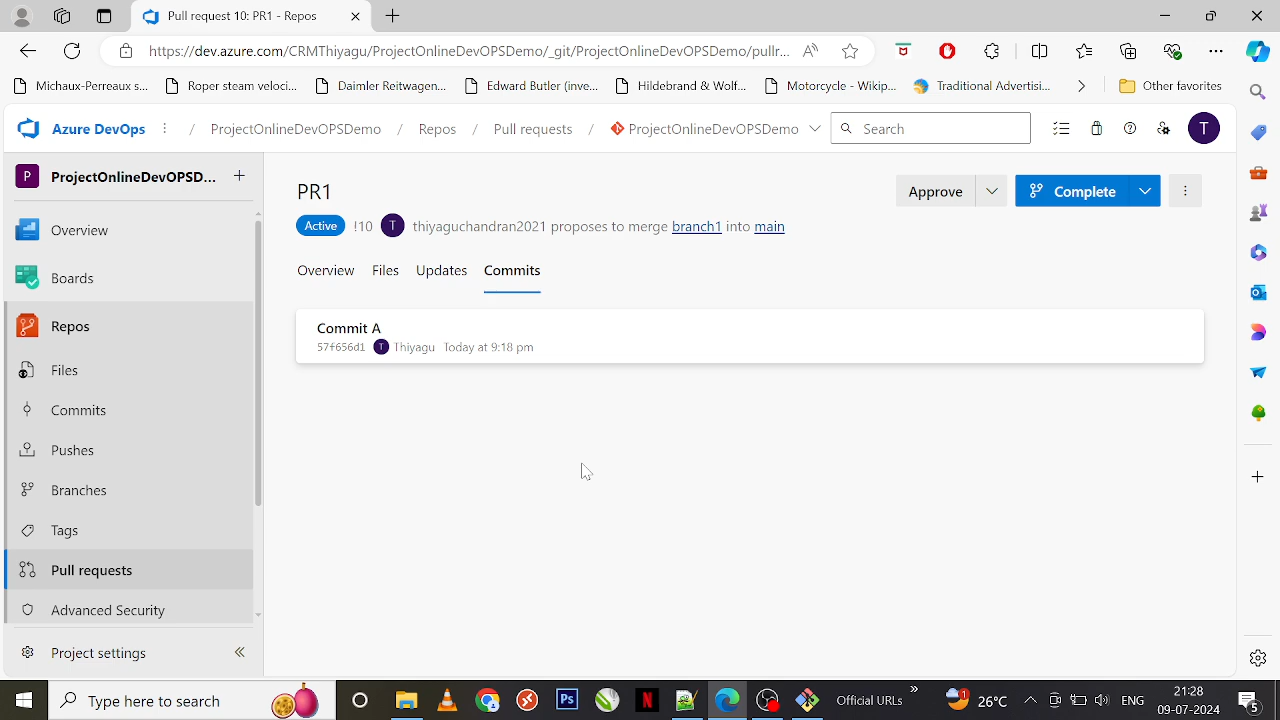 Pull request 10: PR1 - Repos
https://dev.azure.com/CRMThiyagu/ProjectOnlineDevOPSDemo/_git/ProjectOnlineDevOPSDemo/pullr...
Michaux-Perreaux s... Roper steam veloci... Daimler Reitwagen... Edward Butler (inve... Hildebrand & Wolf... Motorcycle - Wikip... Traditional Advertisi... Other favorites
Azure DevOps / ProjectOnlineDevOPSDemo / Repos / Pull requests / ProjectOnlineDevOPSDemo Search T
P ProjectOnlineDevOPSD... +
Overview
Boards
Repos
Files
Commits
Pushes
Branches
Tags
Pull requests
Advanced Security
Project settings
PR1
Approve Complete
Active !10 T thiyaguchandran2021 proposes to merge branch1 into main
Overview Files Updates Commits
Commit A
57f656d1 T Thiyagu Today at 9:18 pm
Type here to search Ps N Official URLs 1 26°C ENG 21:28
09-07-2024 5